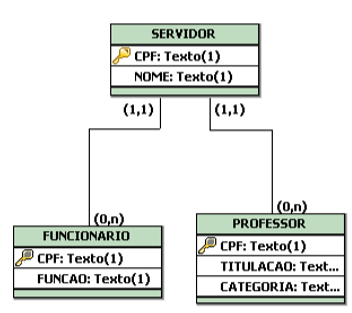 SERVIDOR
CPF: Texto(1)
NOME: Texto(1)
(1,1) (1,1)
(0,n) (0,n)
FUNCIONARIO
CPF: Texto(1)
FUNCAO: Texto(1)
PROFESSOR
CPF: Texto(1)
TITULACAO: Text...
CATEGORIA: Text...